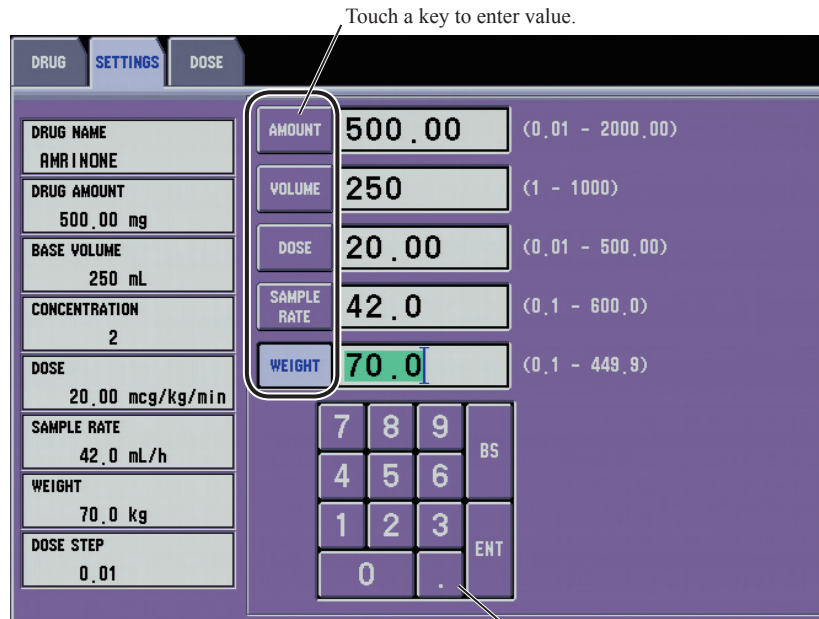 Touch a key to enter value.
DRUG SETTINGS DOSE
DRUG NAME
AMRINONE
DRUG AMOUNT
500.00 mg
BASE VOLUME
250 mL
CONCENTRATION
2
DOSE
20.00 mcg/kg/min
SAMPLE RATE
42.0 mL/h
WEIGHT
70.0 kg
DOSE STEP
0.01
AMOUNT 500.00 (0.01 - 2000.00)
VOLUME 250 (1 - 1000)
DOSE 20.00 (0.01 - 500.00)
SAMPLE
RATE 42.0 (0.1 - 600.0)
WEIGHT 70.0 (0.1 - 449.9)
7 8 9 BS
4 5 6
1 2 3 ENT
0 .